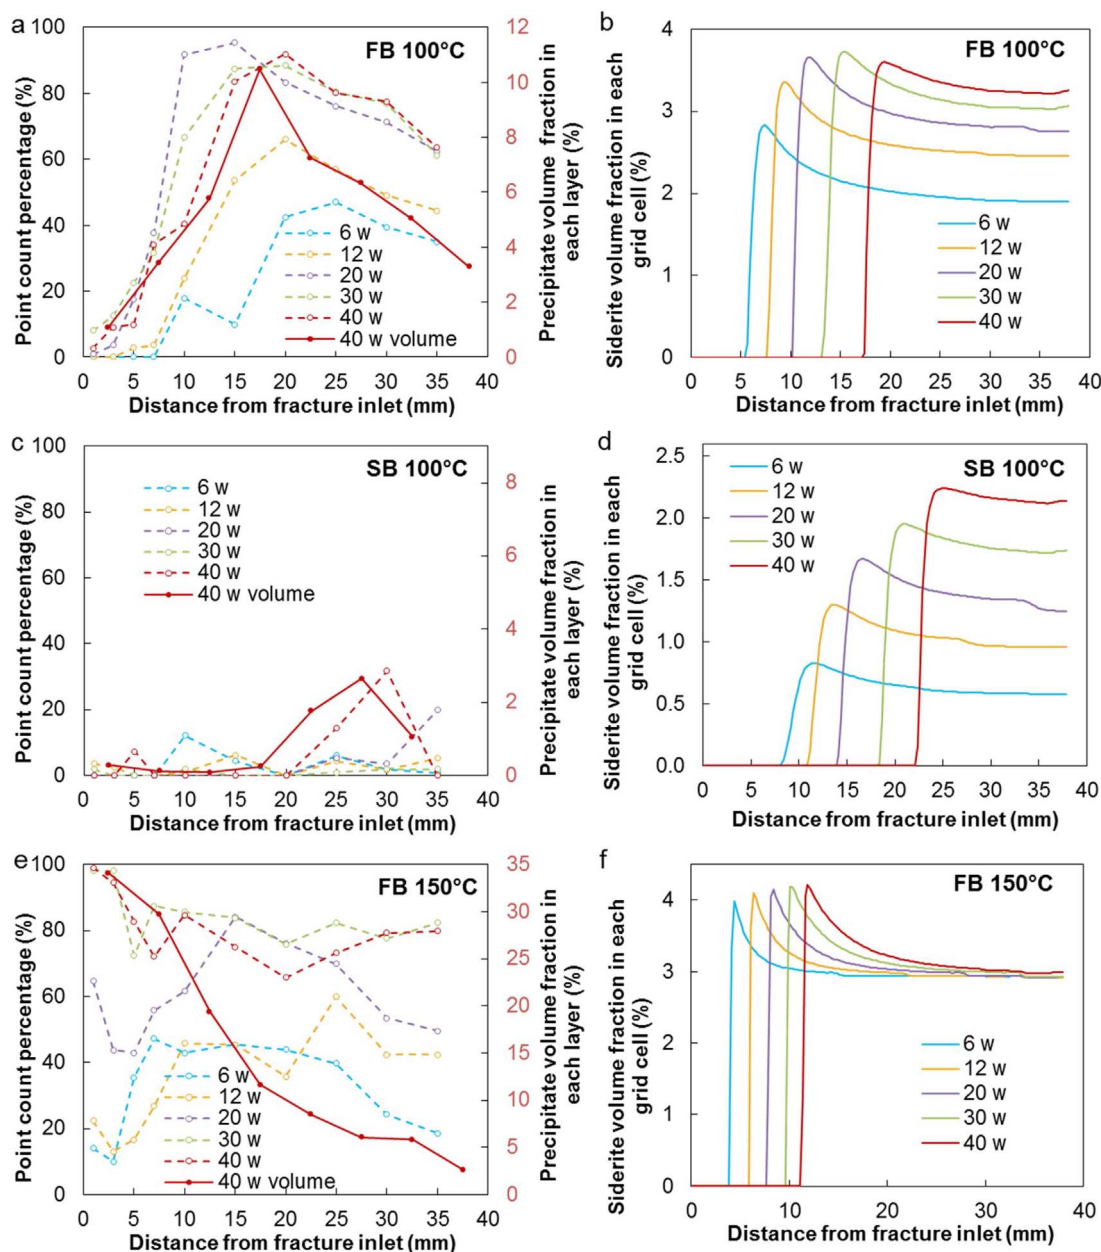 a
FB 100°C
Point count percentage (%)
100
80
60
40
20
0
12
10
8
6
4
2
0
Precipitate volume fraction in
each layer (%)
6 w
12 w
20 w
30 w
40 w
40 w volume
0 5 10 15 20 25 30 35 40
Distance from fracture inlet (mm)
b
FB 100°C
Siderite volume fraction in each
grid cell (%)
4
3
2
1
0
6 w
12 w
20 w
30 w
40 w
0 5 10 15 20 25 30 35 40
Distance from fracture inlet (mm)
c
SB 100°C
Point count percentage (%)
100
80
60
40
20
0
8
6
4
2
0
Precipitate volume fraction in
each layer (%)
6 w
12 w
20 w
30 w
40 w
40 w volume
0 5 10 15 20 25 30 35 40
Distance from fracture inlet (mm)
d
SB 100°C
Siderite volume fraction in each
grid cell (%)
2.5
2.0
1.5
1.0
0.5
0.0
6 w
12 w
20 w
30 w
40 w
0 5 10 15 20 25 30 35 40
Distance from fracture inlet (mm)
e
FB 150°C
Point count percentage (%)
100
80
60
40
20
0
35
30
25
20
15
10
5
0
Precipitate volume fraction in
each layer (%)
6 w
12 w
20 w
30 w
40 w
40 w volume
0 5 10 15 20 25 30 35 40
Distance from fracture inlet (mm)
f
FB 150°C
Siderite volume fraction in each
grid cell (%)
4
3
2
1
0
6 w
12 w
20 w
30 w
40 w
0 10 20 30 40
Distance from fracture inlet (mm)